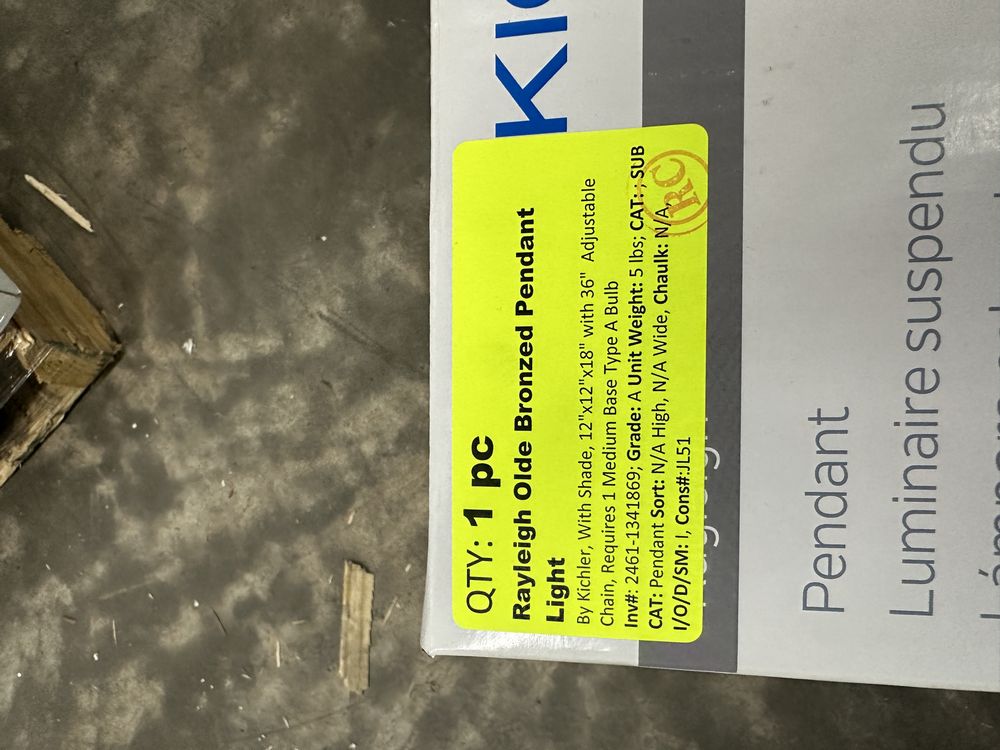 QTY: 1 pc
Rayleigh Olde Bronzed Pendant
Light
By Kichler, With Shade, 12"x12"x18" with 36" Adjustable
Chain, Requires 1 Medium Base Type A Bulb
Inv#: 2461-1341869; Grade: A Unit Weight: 5 lbs; CAT: ; SUB
CAT: Pendant Sort: N/A High, N/A Wide, Chaulk: N/A,
I/O/D/SM: I, Cons#:JL51
RC
Pendant
Luminaire suspendu